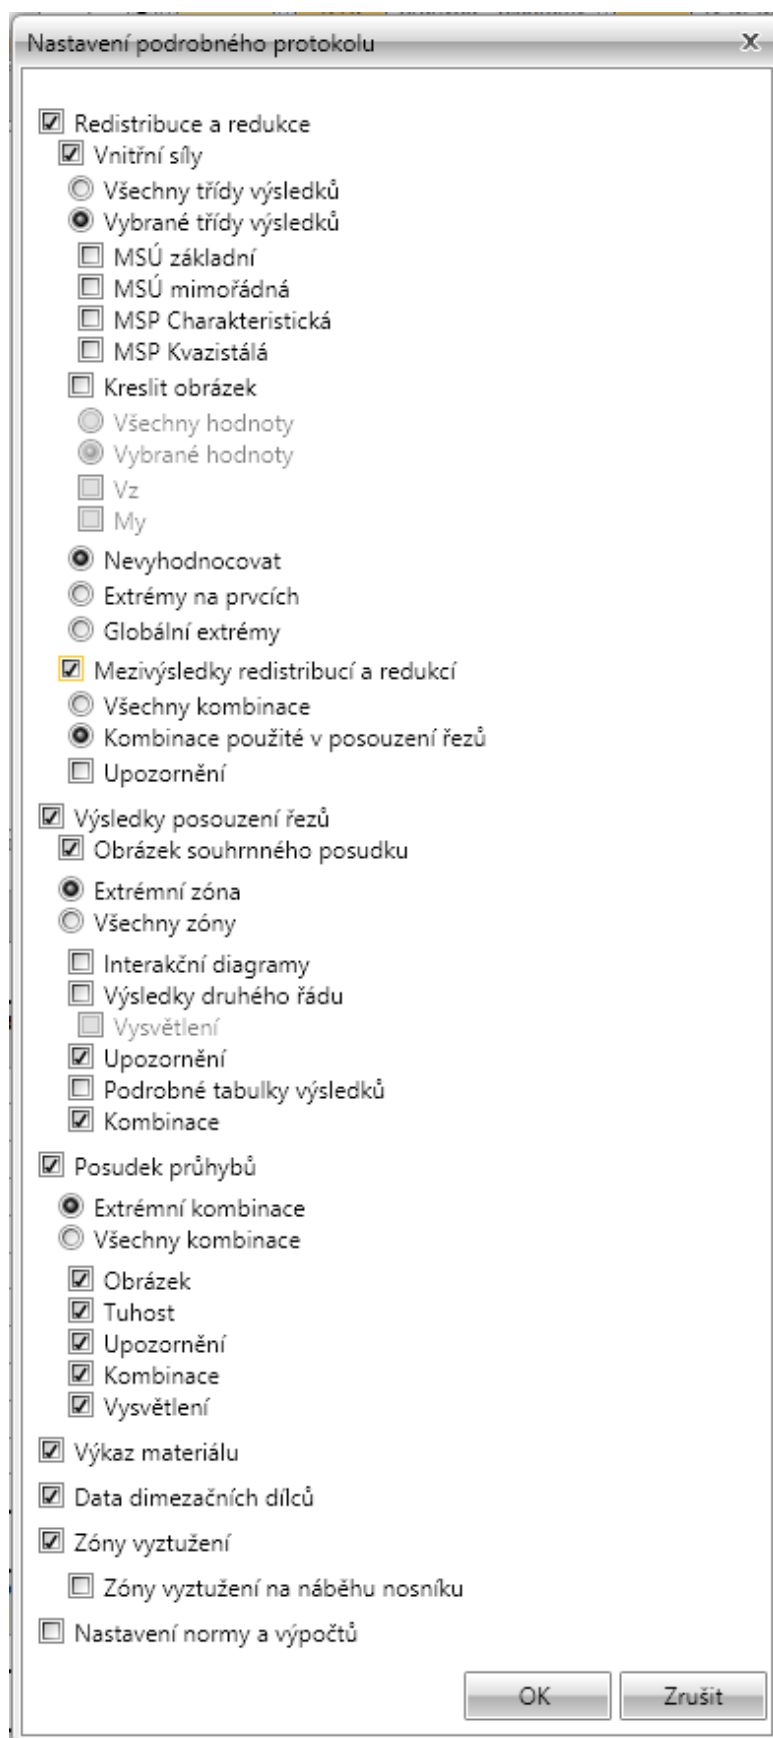 Nastavení podrobného protokolu
Redistribuce a redukce
Vnitřní síly
Všechny třídy výsledků
Vybrané třídy výsledků
MSÚ základní
MSÚ mimořádná
MSP Charakteristická
MSP Kvazistálá
Kreslit obrázek
Všechny hodnoty
Vybrané hodnoty
Vz
My
Nevyhodnocovat
Extrémy na prvcích
Globální extrémy
Mezivýsledky redistribucí a redukcí
Všechny kombinace
Kombinace použité v posouzení řezů
Upozornění
Výsledky posouzení řezů
Obrázek souhrnného posudku
Extrémní zóna
Všechny zóny
Interakční diagramy
Výsledky druhého řádu
Vysvětlení
Upozornění
Podrobné tabulky výsledků
Kombinace
Posudek průhybů
Extrémní kombinace
Všechny kombinace
Obrázek
Tuhost
Upozornění
Kombinace
Vysvětlení
Výkaz materiálu
Data dimezačních dílců
Zóny vyztužení
Zóny vyztužení na náběhu nosníku
Nastavení normy a výpočtů
OK Zrušit